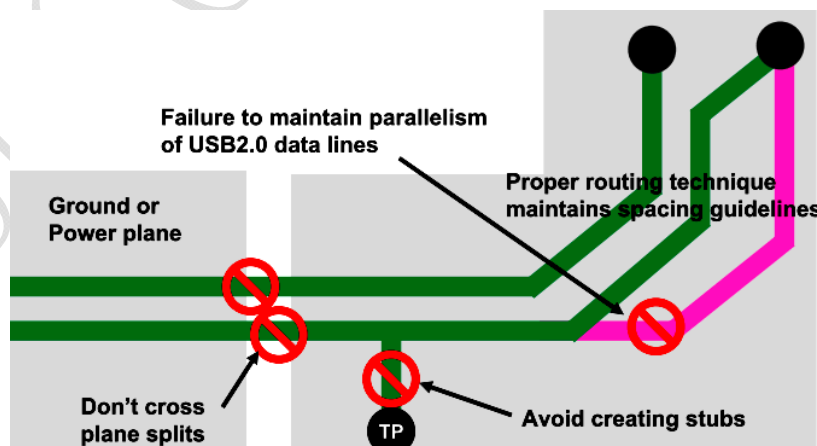 Failure to maintain parallelism
of USB2.0 data lines
Proper routing technique
maintains spacing guidelines
Ground or
Power plane
Don't cross
plane splits
TP
Avoid creating stubs